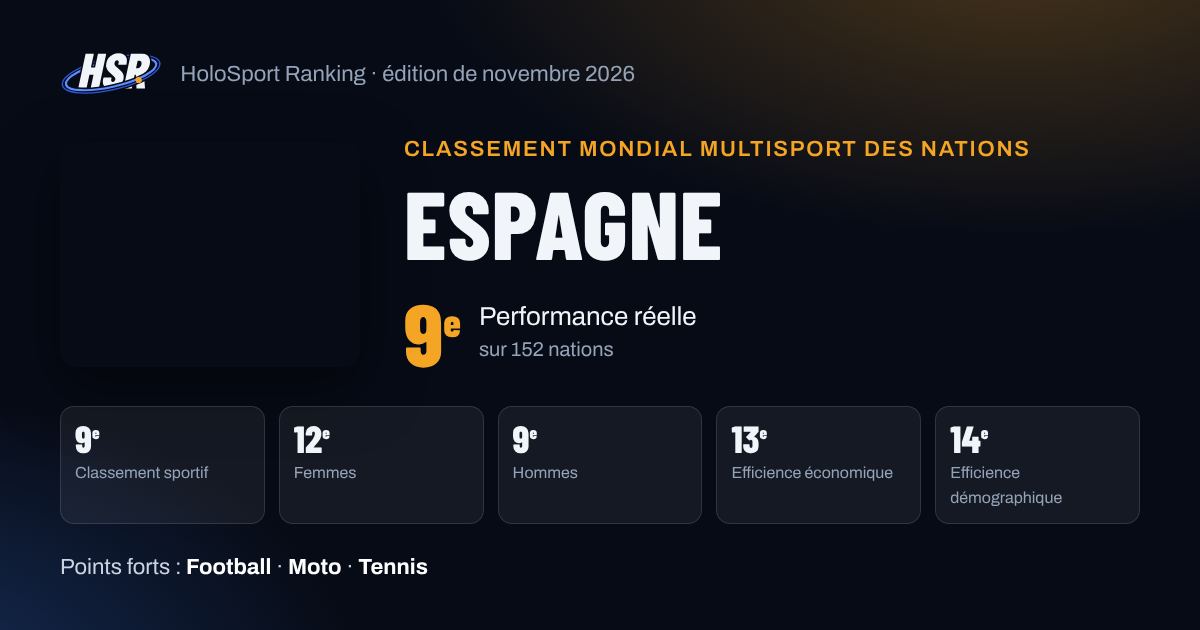 HSR
HoloSport Ranking · édition de novembre 2026
CLASSEMENT MONDIAL MULTISPORT DES NATIONS
ESPAGNE
9e
Performance réelle
sur 152 nations
9e
Classement sportif
12e
Femmes
9e
Hommes
13e
Efficience économique
14e
Efficience
démographique
Points forts : Football · Moto · Tennis